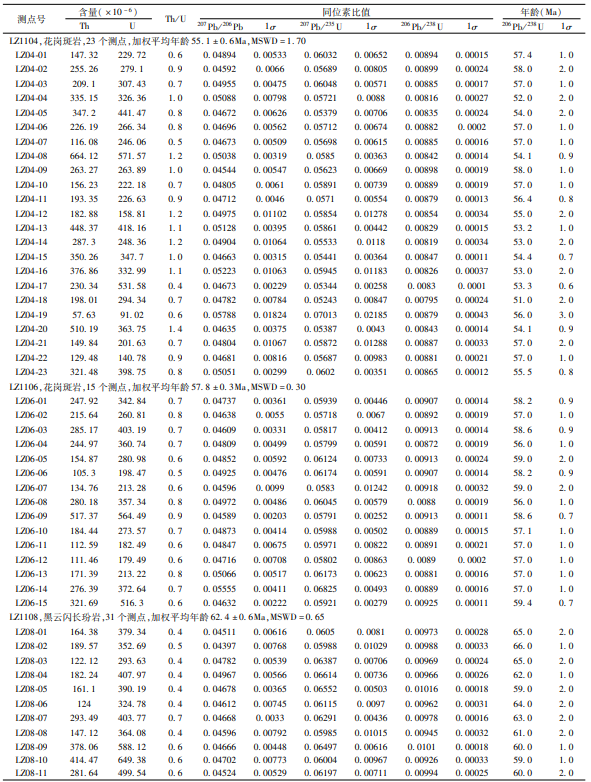 测点号 含量(×10⁻⁶) Th/U 同位素比值 年龄(Ma)
Th U ²⁰⁷Pb/²⁰⁶Pb 1σ ²⁰⁷Pb/²³⁵U 1σ ²⁰⁶Pb/²³⁸U 1σ ²⁰⁶Pb/²³⁸U 1σ
LZ1104,花岗斑岩,23个测点,加权平均年龄55.1±0.6Ma,MSWD=1.70
LZ04-01 147.32 229.72 0.6 0.04894 0.00533 0.06032 0.00652 0.00894 0.00015 57.4 1.0
LZ04-02 255.26 279.1 0.9 0.04592 0.0066 0.05689 0.00805 0.00899 0.00024 58.0 2.0
LZ04-03 209.1 307.43 0.7 0.04955 0.00475 0.06048 0.00571 0.00885 0.00017 57.0 1.0
LZ04-04 335.15 326.36 1.0 0.05088 0.00798 0.05721 0.0088 0.00816 0.00027 52.0 2.0
LZ04-05 347.2 441.47 0.8 0.04672 0.00626 0.05379 0.00706 0.00835 0.00024 54.0 2.0
LZ04-06 226.19 266.34 0.8 0.04696 0.00562 0.05712 0.00674 0.00882 0.0002 57.0 1.0
LZ04-07 116.08 246.06 0.5 0.04673 0.00509 0.05698 0.00615 0.00885 0.00016 57.0 1.0
LZ04-08 664.12 571.57 1.2 0.05038 0.00319 0.0585 0.00363 0.00842 0.00014 54.1 0.9
LZ04-09 263.27 263.89 1.0 0.04544 0.00547 0.05623 0.00669 0.00898 0.00019 58.0 1.0
LZ04-10 156.23 222.18 0.7 0.04805 0.0061 0.05891 0.00739 0.00889 0.00019 57.0 1.0
LZ04-11 193.35 226.63 0.9 0.04712 0.0046 0.0571 0.00554 0.00879 0.00013 56.4 0.8
LZ04-12 182.88 158.81 1.2 0.04975 0.01102 0.05854 0.01278 0.00854 0.00034 55.0 2.0
LZ04-13 448.37 418.16 1.1 0.05128 0.00395 0.05861 0.00442 0.00829 0.00015 53.2 1.0
LZ04-14 287.3 248.36 1.2 0.04904 0.01064 0.05533 0.0118 0.00819 0.00034 53.0 2.0
LZ04-15 350.26 347.7 1.0 0.04663 0.00315 0.05441 0.00364 0.00847 0.00011 54.4 0.7
LZ04-16 376.86 332.99 1.1 0.05223 0.01063 0.05945 0.01183 0.00826 0.00037 53.0 2.0
LZ04-17 230.34 531.58 0.4 0.04673 0.00229 0.05344 0.00258 0.0083 0.0001 53.3 0.6
LZ04-18 198.01 294.34 0.7 0.04782 0.00784 0.05243 0.00847 0.00795 0.00024 51.0 2.0
LZ04-19 57.63 91.02 0.6 0.05788 0.01824 0.07013 0.02185 0.00879 0.00043 56.0 3.0
LZ04-20 510.19 363.75 1.4 0.04635 0.00375 0.05387 0.0043 0.00843 0.00014 54.1 0.9
LZ04-21 149.84 201.63 0.7 0.04804 0.01067 0.05872 0.01288 0.00887 0.00033 57.0 2.0
LZ04-22 129.48 140.78 0.9 0.04681 0.00816 0.05687 0.00983 0.00881 0.00021 57.0 1.0
LZ04-23 321.48 398.75 0.8 0.05051 0.00299 0.0602 0.00351 0.00865 0.00012 55.5 0.8
LZ1106,花岗斑岩,15个测点,加权平均年龄57.8±0.3Ma,MSWD=0.30
LZ06-01 247.92 342.84 0.7 0.04737 0.00361 0.05939 0.00446 0.00907 0.00014 58.2 0.9
LZ06-02 215.64 260.81 0.8 0.04638 0.0055 0.05718 0.0067 0.00892 0.00019 57.0 1.0
LZ06-03 285.17 403.19 0.7 0.04609 0.00331 0.05817 0.00412 0.00913 0.00014 58.6 0.9
LZ06-04 244.97 360.74 0.7 0.04809 0.00499 0.05799 0.00591 0.00872 0.00019 56.0 1.0
LZ06-05 154.87 280.98 0.6 0.04852 0.00592 0.06124 0.00733 0.00913 0.00024 59.0 2.0
LZ06-06 105.3 198.47 0.5 0.04925 0.00476 0.06174 0.00591 0.00907 0.00014 58.2 0.9
LZ06-07 134.76 213.28 0.6 0.04596 0.0099 0.0583 0.01242 0.00918 0.00032 59.0 2.0
LZ06-08 280.18 357.34 0.8 0.04972 0.00486 0.06045 0.00579 0.0088 0.00019 56.0 1.0
LZ06-09 517.37 564.49 0.9 0.04589 0.00203 0.05791 0.00252 0.00913 0.00011 58.6 0.7
LZ06-10 184.44 273.57 0.7 0.04873 0.00414 0.05988 0.00502 0.00889 0.00015 57.1 1.0
LZ06-11 112.59 182.49 0.6 0.04847 0.00675 0.05971 0.00822 0.00891 0.00021 57.0 1.0
LZ06-12 111.46 179.49 0.6 0.04716 0.00708 0.05802 0.00863 0.0089 0.0002 57.0 1.0
LZ06-13 171.39 213.22 0.8 0.05066 0.00517 0.06173 0.00623 0.00881 0.00016 57.0 1.0
LZ06-14 276.39 372.64 0.7 0.05555 0.00411 0.06825 0.00493 0.00889 0.00016 57.0 1.0
LZ06-15 321.69 516.3 0.6 0.04632 0.00222 0.05921 0.00279 0.00925 0.00011 59.4 0.7
LZ1108,黑云闪长玢岩,31个测点,加权平均年龄62.4±0.6Ma,MSWD=0.65
LZ08-01 164.38 379.34 0.4 0.04511 0.00616 0.0605 0.0081 0.00973 0.00028 65.0 2.0
LZ08-02 189.57 352.69 0.5 0.04397 0.00768 0.05988 0.01029 0.00988 0.00033 66.0 1.0
LZ08-03 122.12 293.63 0.4 0.04782 0.00539 0.06387 0.00706 0.00969 0.00024 65.0 2.0
LZ08-04 182.24 407.97 0.4 0.04967 0.00566 0.06614 0.00736 0.00966 0.00026 62.0 1.0
LZ08-05 161.1 390.19 0.4 0.04678 0.00365 0.06552 0.00503 0.01016 0.00018 59.0 2.0
LZ08-06 124 324.78 0.4 0.04612 0.00745 0.06115 0.0097 0.00962 0.00031 64.0 2.0
LZ08-07 293.49 403.77 0.7 0.04668 0.0033 0.06291 0.00436 0.00978 0.00016 63.0 2.0
LZ08-08 147.12 364.08 0.4 0.04596 0.00792 0.05985 0.01015 0.00945 0.00032 61.0 2.0
LZ08-09 378.06 588.12 0.6 0.04666 0.00448 0.06497 0.00616 0.0101 0.00018 60.0 1.0
LZ08-10 414.47 649.38 0.6 0.04702 0.00773 0.06004 0.00967 0.00926 0.00033 59.0 1.0
LZ08-11 281.64 499.54 0.6 0.04524 0.00529 0.06197 0.00711 0.00994 0.00025 60.0 2.0